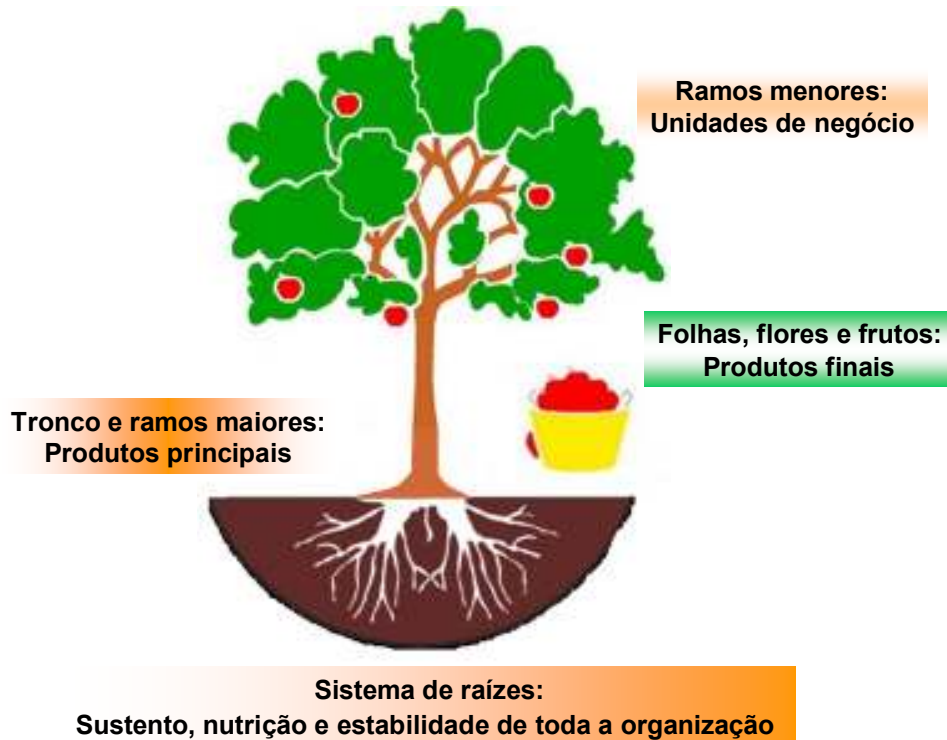 Ramos menores:
Unidades de negócio
Folhas, flores e frutos:
Produtos finais
Tronco e ramos maiores:
Produtos principais
Sistema de raízes:
Sustento, nutrição e estabilidade de toda a organização